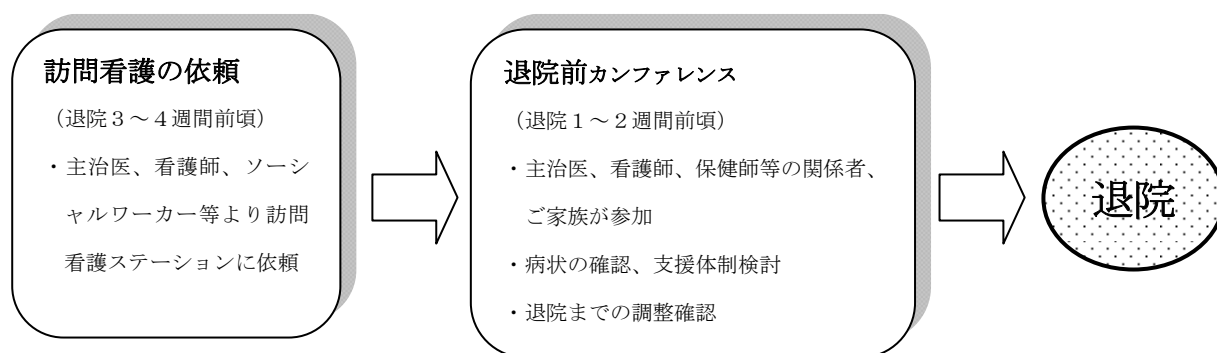 訪問看護の依頼
（退院３～４週間前頃）
・主治医、看護師、ソーシ
ャルワーカー等より訪問
看護ステーションに依頼
退院前カンファレンス
（退院１～２週間前頃）
・主治医、看護師、保健師等の関係者、
ご家族が参加
・病状の確認、支援体制検討
・退院までの調整確認
退院